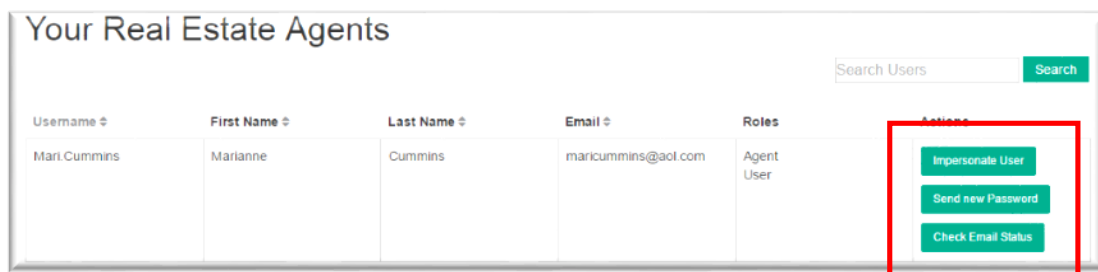 Your Real Estate Agents
Search Users Search
Username First Name Last Name Email Roles Actions
Mari.Cummins Marianne Cummins maricummins@aol.com Agent Impersonate User
User
Send new Password
Check Email Status